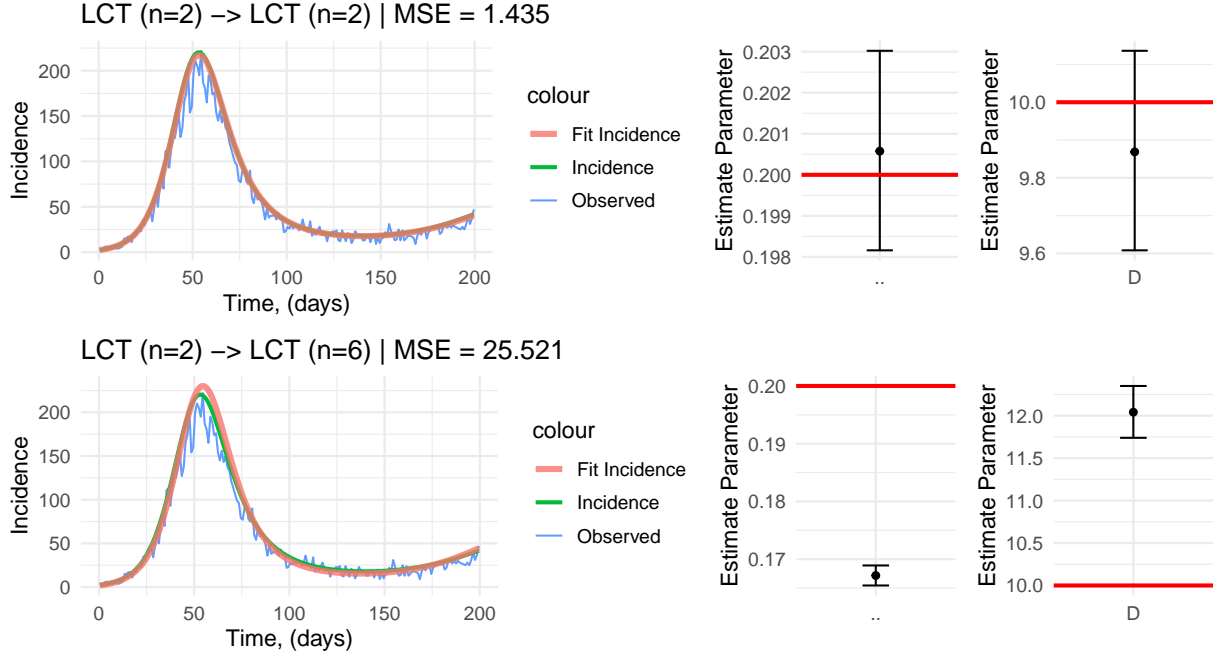 LCT (n=2) −> LCT (n=2) | MSE = 1.435
Incidence
200
150
100
50
0
0 50 100 150 200
Time, (days)
colour
Fit Incidence
Incidence
Observed
Estimate Parameter
0.203
0.202
0.201
0.200
0.199
0.198
..
Estimate Parameter
10.0
9.8
9.6
D
LCT (n=2) −> LCT (n=6) | MSE = 25.521
Incidence
200
150
100
50
0
0 50 100 150 200
Time, (days)
colour
Fit Incidence
Incidence
Observed
Estimate Parameter
0.20
0.19
0.18
0.17
..
Estimate Parameter
12.0
11.5
11.0
10.5
10.0
D